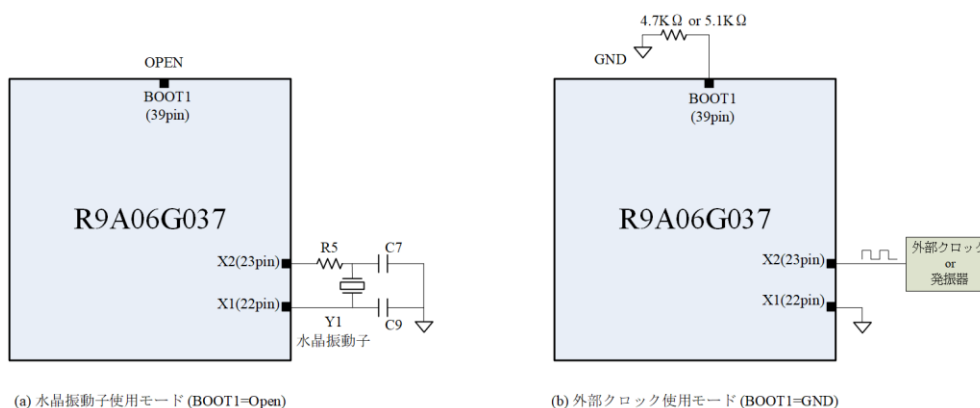 OPEN
BOOT1
(39pin)
R9A06G037
X2(23pin)
X1(22pin)
R5
C7
Y1
C9
水晶振動子
(a) 水晶振動子使用モード (BOOT1=Open)
4.7KΩ or 5.1KΩ
GND
BOOT1
(39pin)
R9A06G037
X2(23pin)
X1(22pin)
外部クロック
or
発振器
(b) 外部クロック使用モード (BOOT1=GND)